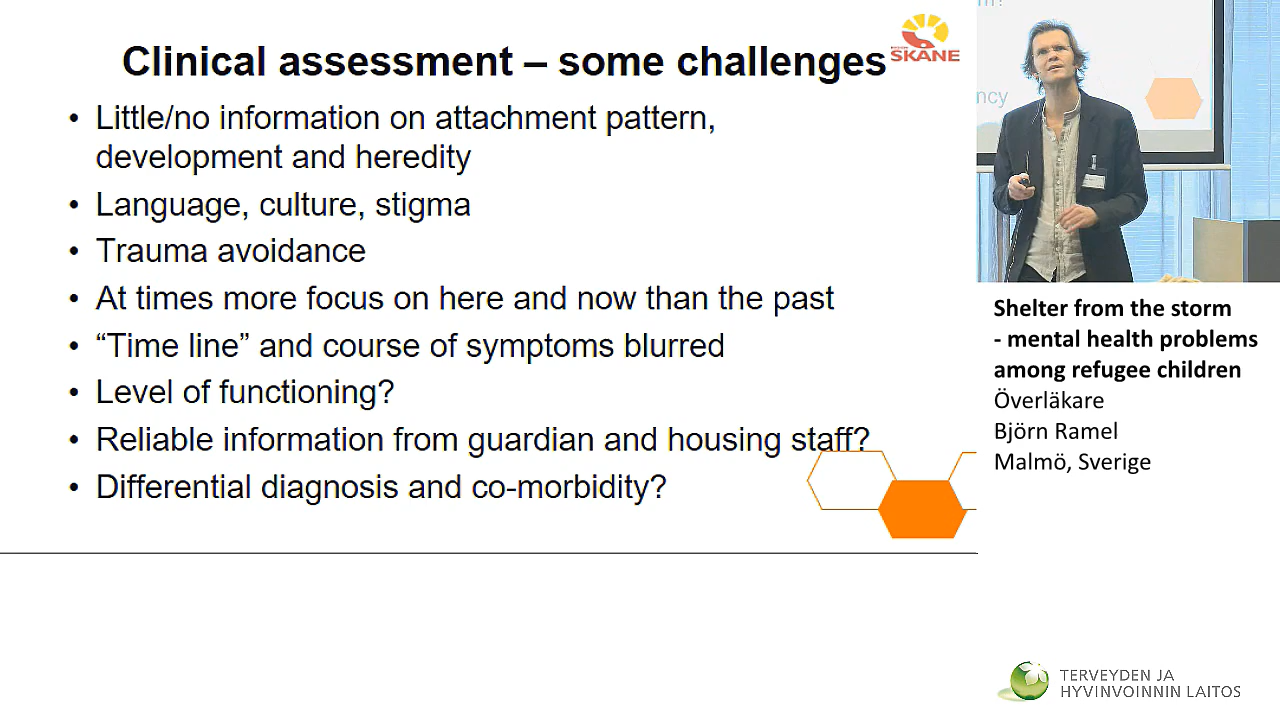 Clinical assessment – some challenges
SKANE
• Little/no information on attachment pattern,
development and heredity
• Language, culture, stigma
• Trauma avoidance
• At times more focus on here and now than the past
• “Time line” and course of symptoms blurred
• Level of functioning?
• Reliable information from guardian and housing staff?
• Differential diagnosis and co-morbidity?
ncy
Shelter from the storm
- mental health problems
among refugee children
Överläkare
Björn Ramel
Malmö, Sverige
TERVEYDEN JA
HYVINVOINNIN LAITOS